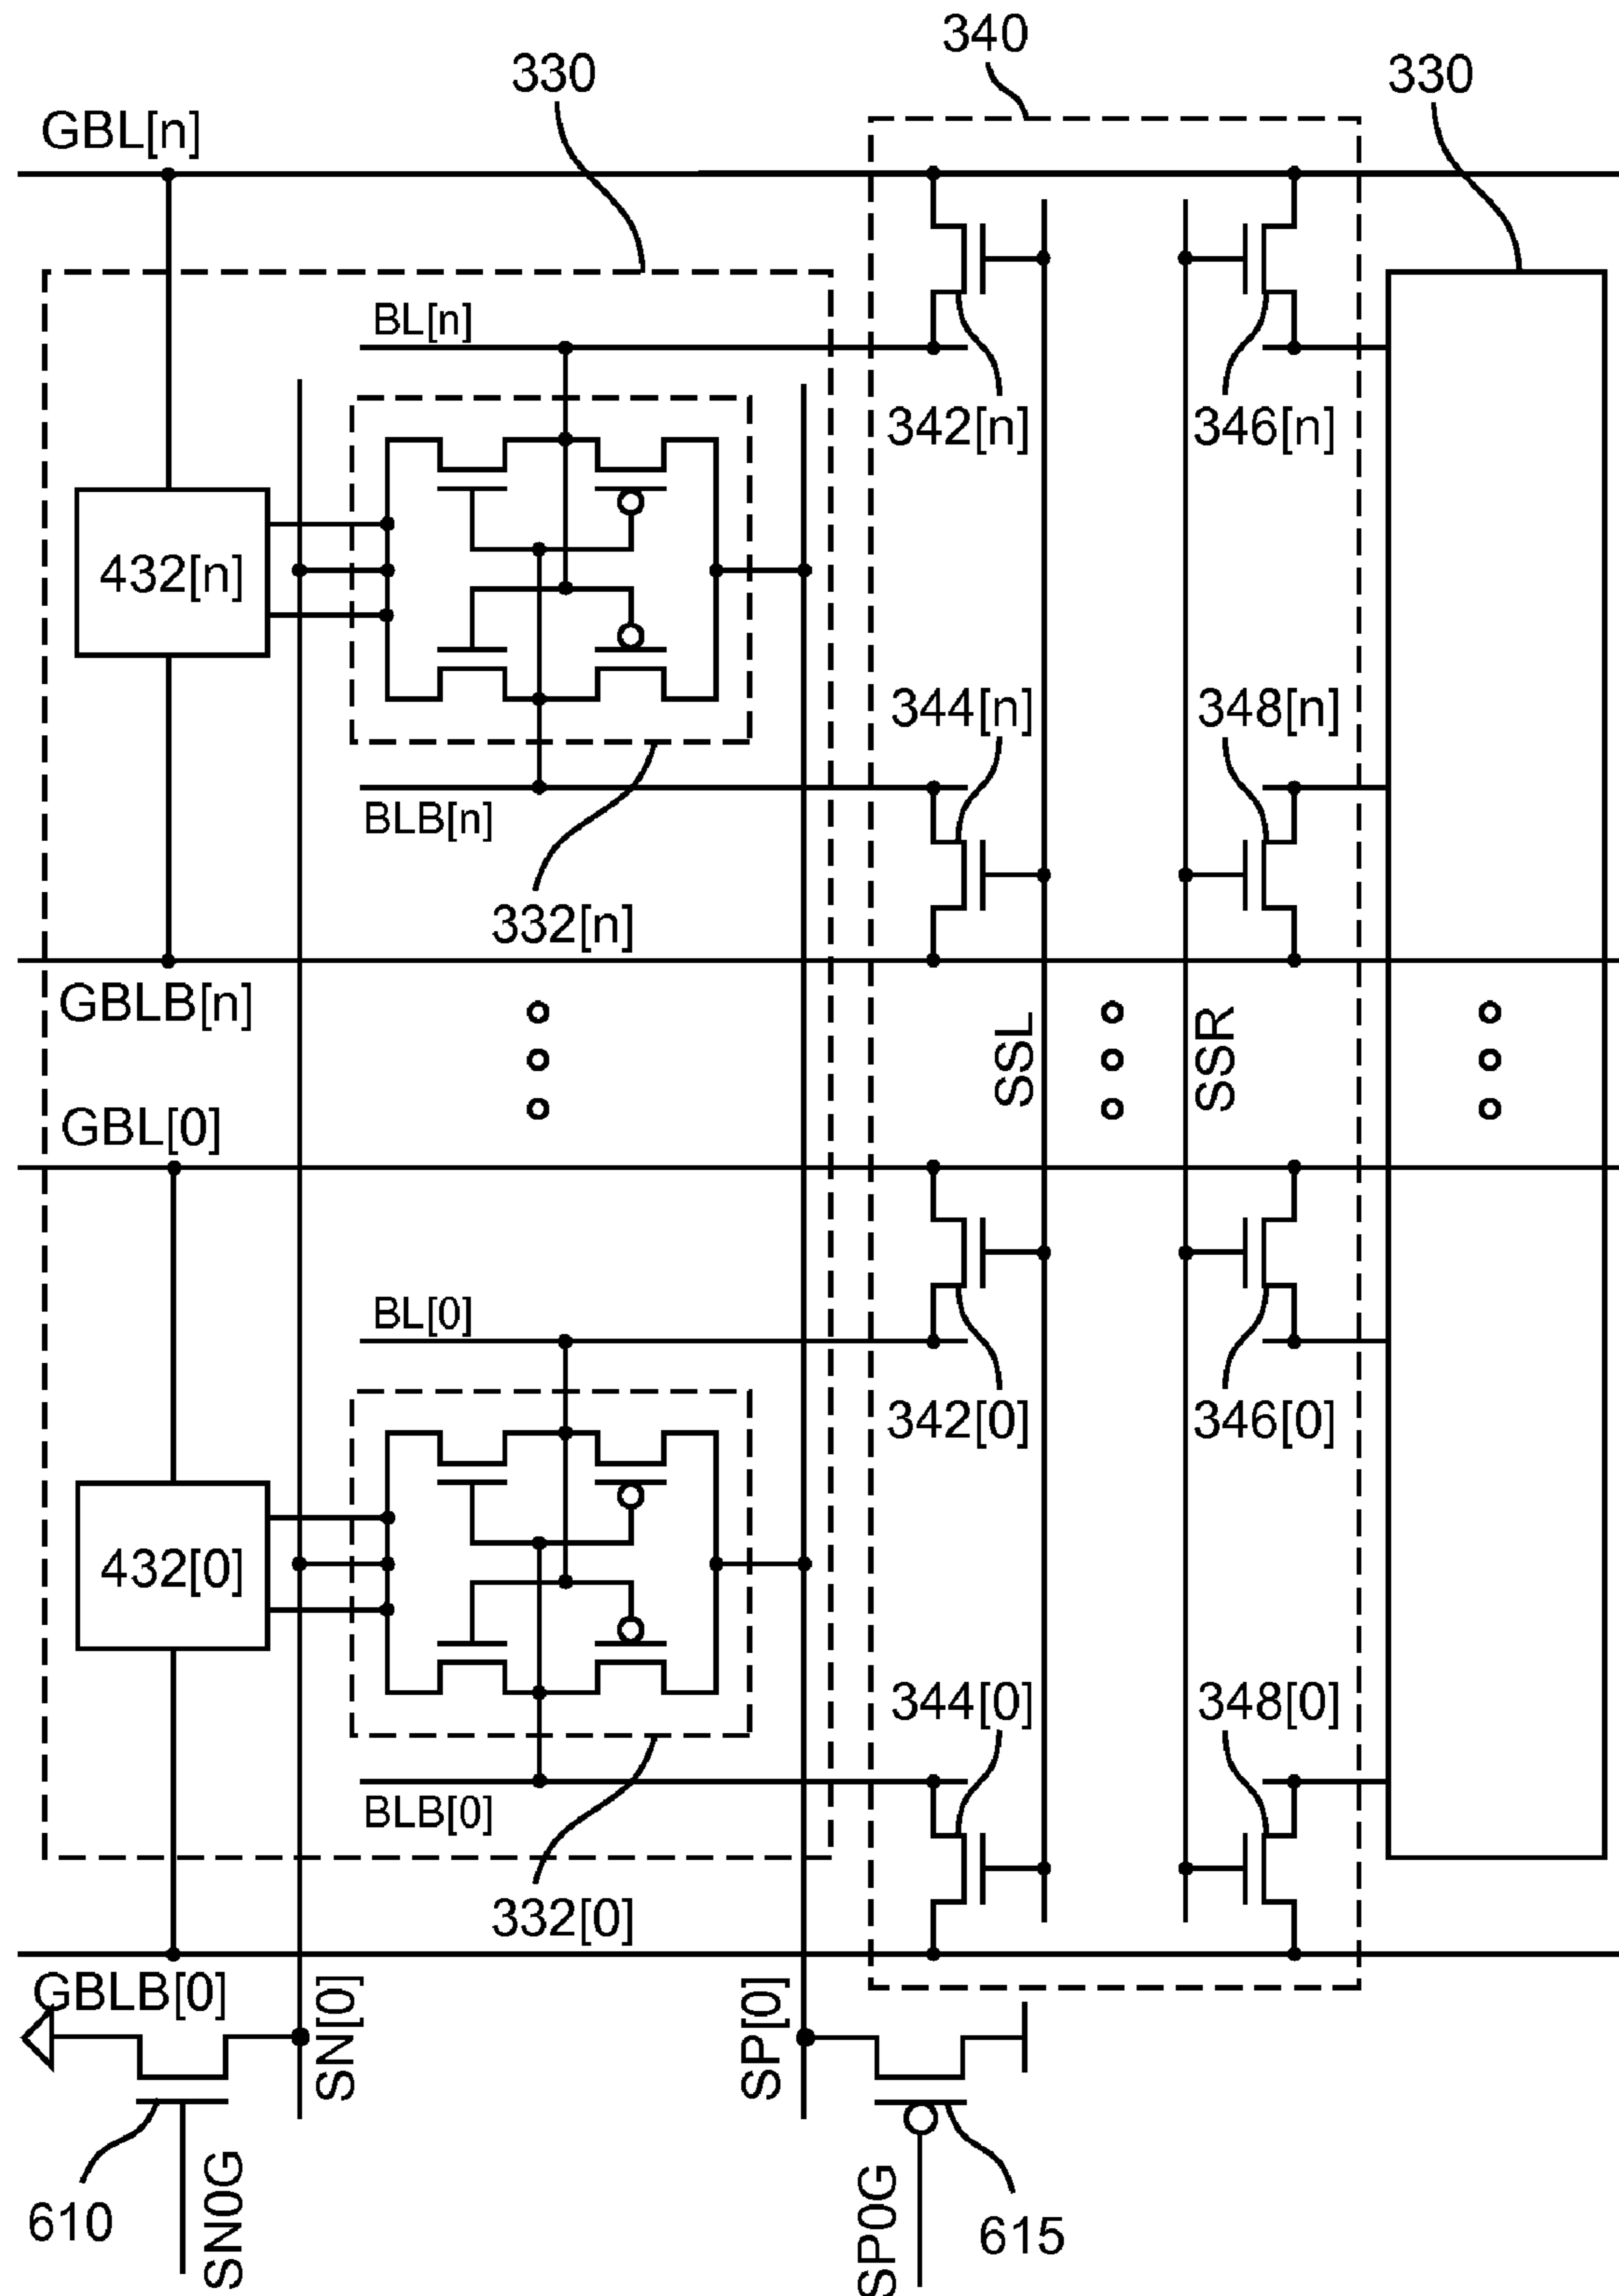 340
330
330
GBL[n]
BL[n]
342[n]
346[n]
432[n]
344[n]
348[n]
BLB[n]
332[n]
GBLB[n]
SSL
SSR
GBL[0]
BL[0]
342[0]
346[0]
432[0]
344[0]
348[0]
BLB[0]
332[0]
GBLB[0]
SN[0]
SP[0]
610
SN0G
SP0G
615